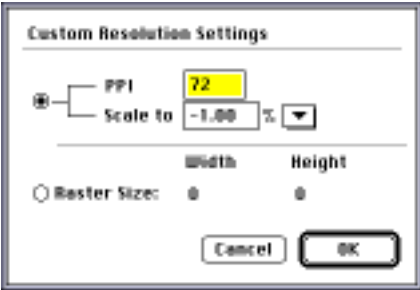 Custom Resolution Settings
PPI 72
Scale to -1.00 %
Width Height
Raster Size: 0 0
Cancel OK